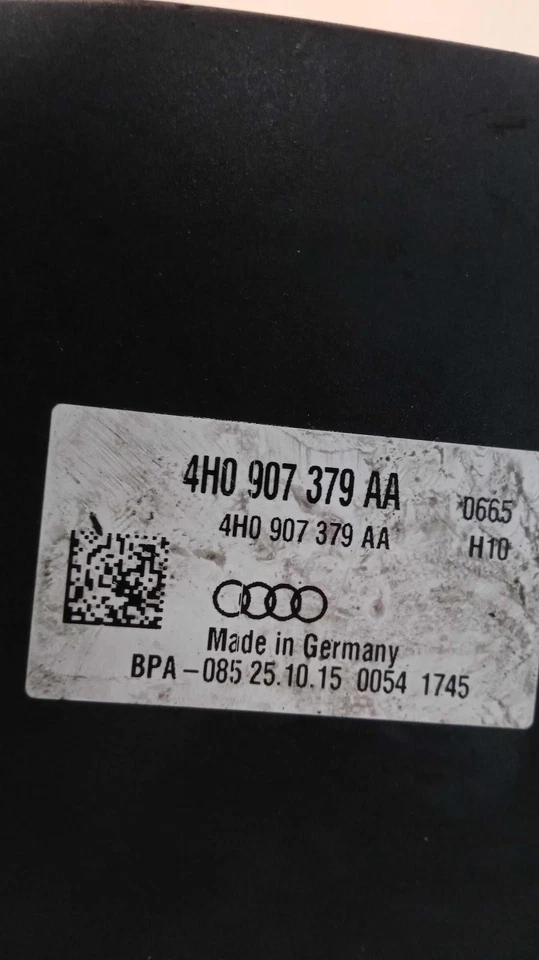 4H0 907 379 AA
4H0 907 379 AA
0665
H10
Made in Germany
BPA-085 25.10.15 0054 1745